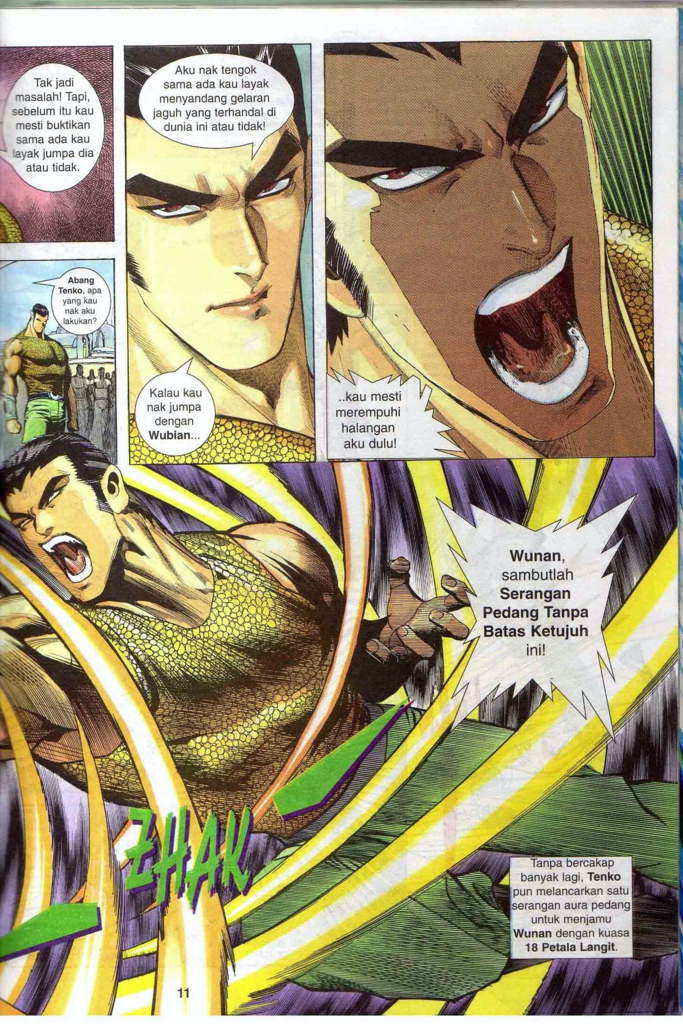 Tak jadi
masalah! Tapi,
sebelum itu kau
mesti buktikan
sama ada kau
layak jumpa dia
atau tidak.
Aku nak tengok
sama ada kau layak
menyandang gelaran
jaguh yang terhandal di
dunia ini atau tidak!
Abang
Tenko, apa
yang kau
nak aku
lakukan?
Kalau kau
nak jumpa
dengan
Wubian...
..kau mesti
merempuhi
halangan
aku dulu!
Wunan,
sambutlah
Serangan
Pedang Tanpa
Batas Ketujuh
ini!
ZHAK
Tanpa bercakap
banyak lagi, Tenko
pun melancarkan satu
serangan aura pedang
untuk menjamu
Wunan dengan kuasa
18 Petala Langit.
11